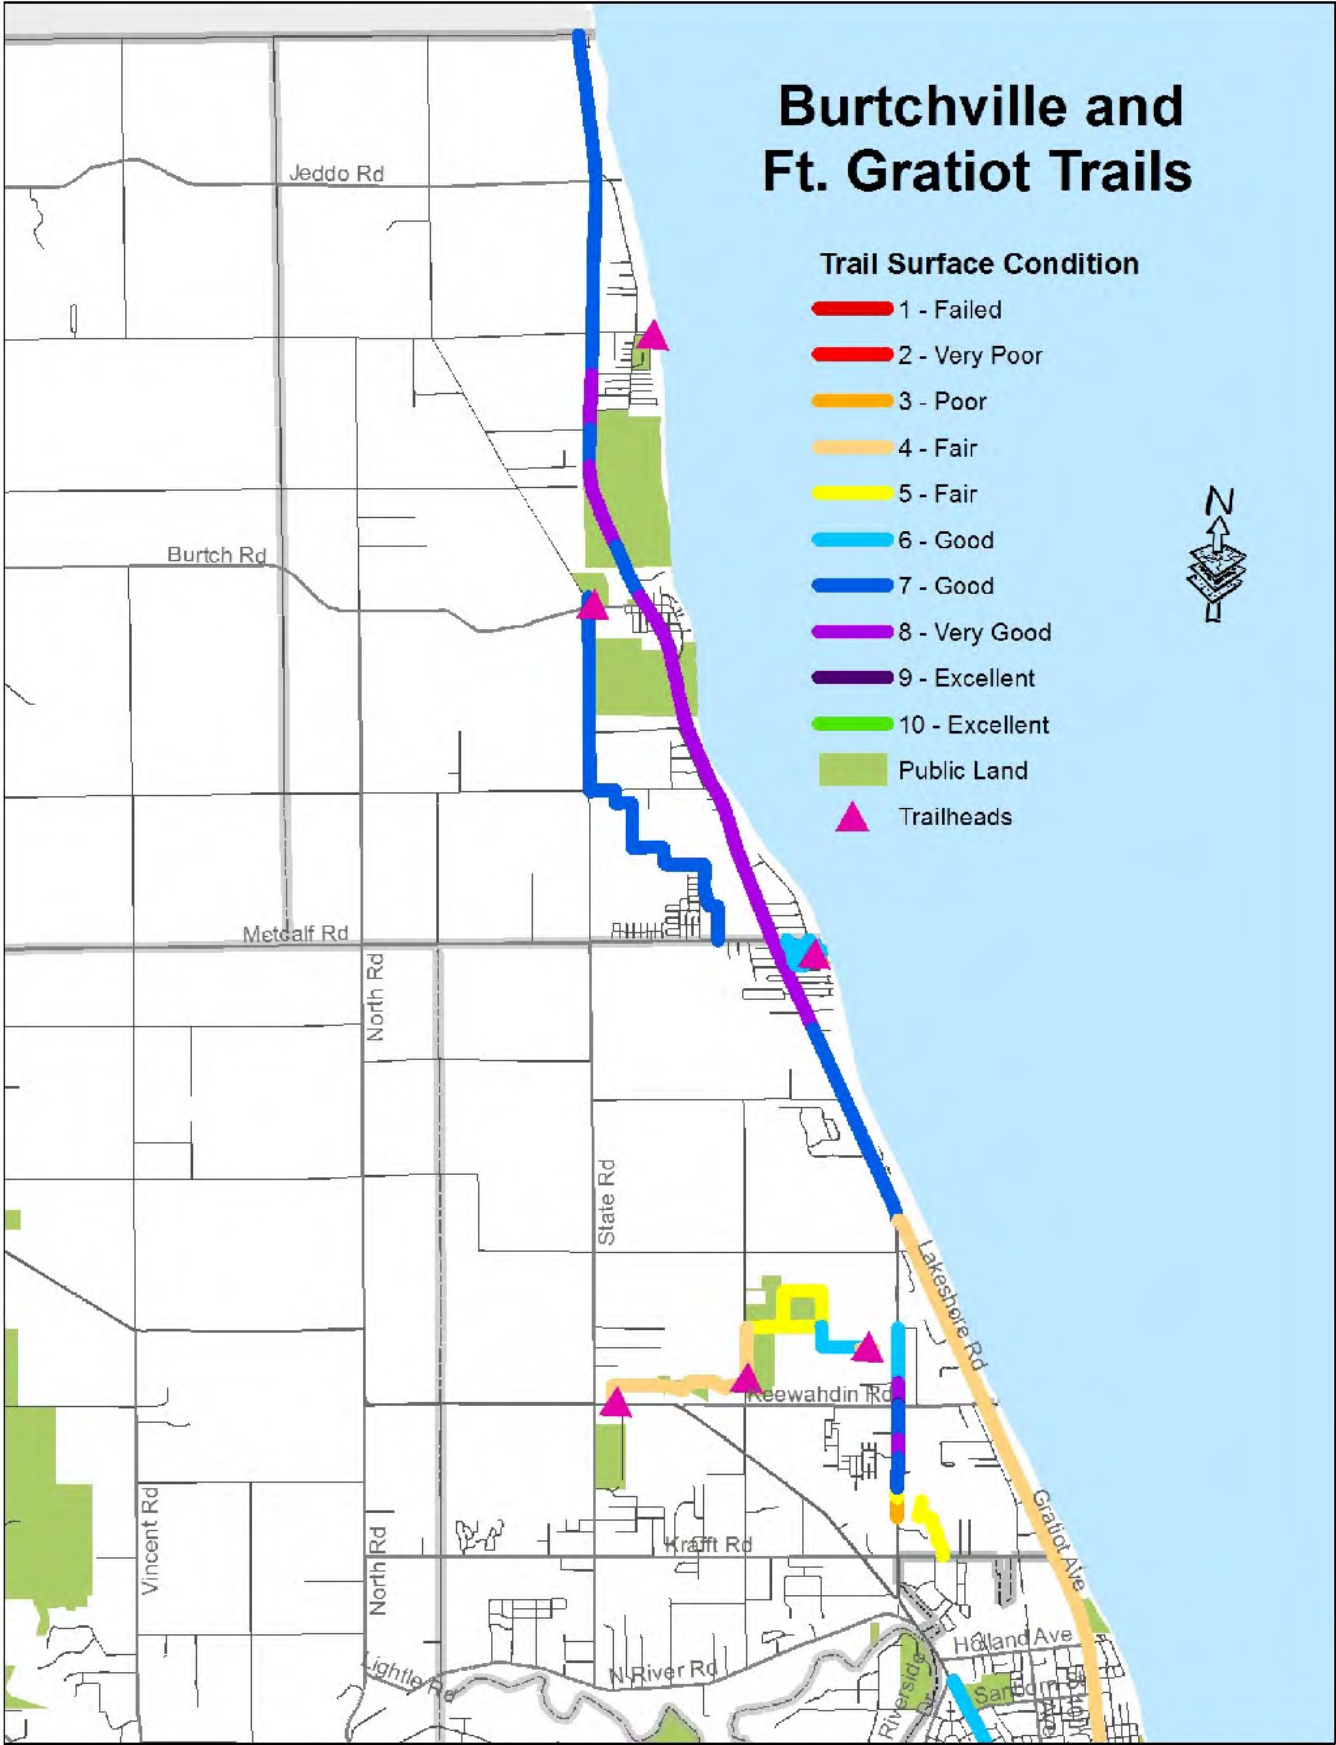 Burtchville and
Ft. Gratiot Trails
Jeddo Rd
Trail Surface Condition
1 - Failed
2 - Very Poor
3 - Poor
4 - Fair
5 - Fair
6 - Good
7 - Good
8 - Very Good
9 - Excellent
10 - Excellent
Public Land
Trailheads
N
Burtch Rd
Metcalf Rd
North Rd
State Rd
Lakeshore Rd
Keewahdin Rd
Vincent Rd
North Rd
Krafft Rd
Gratiot Ave
Holland Ave
N River Rd
Riverside Dr